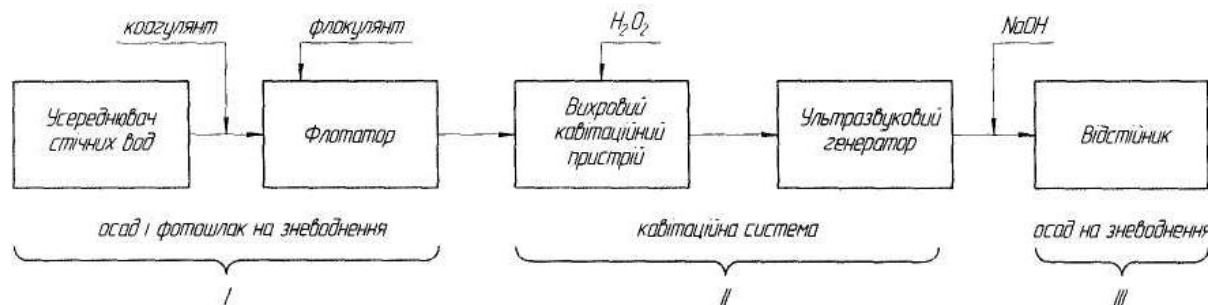 коагулянт
флокулянт
H₂O₂
NaOH
Усереднювач
стічних вод
Флотатор
Вихровий
кавітаційний
пристрій
Ультразвуковий
генератор
Відстійник
осад і фотошлак на зневоднення
кавітаційна система
осад на зневоднення
I
II
III